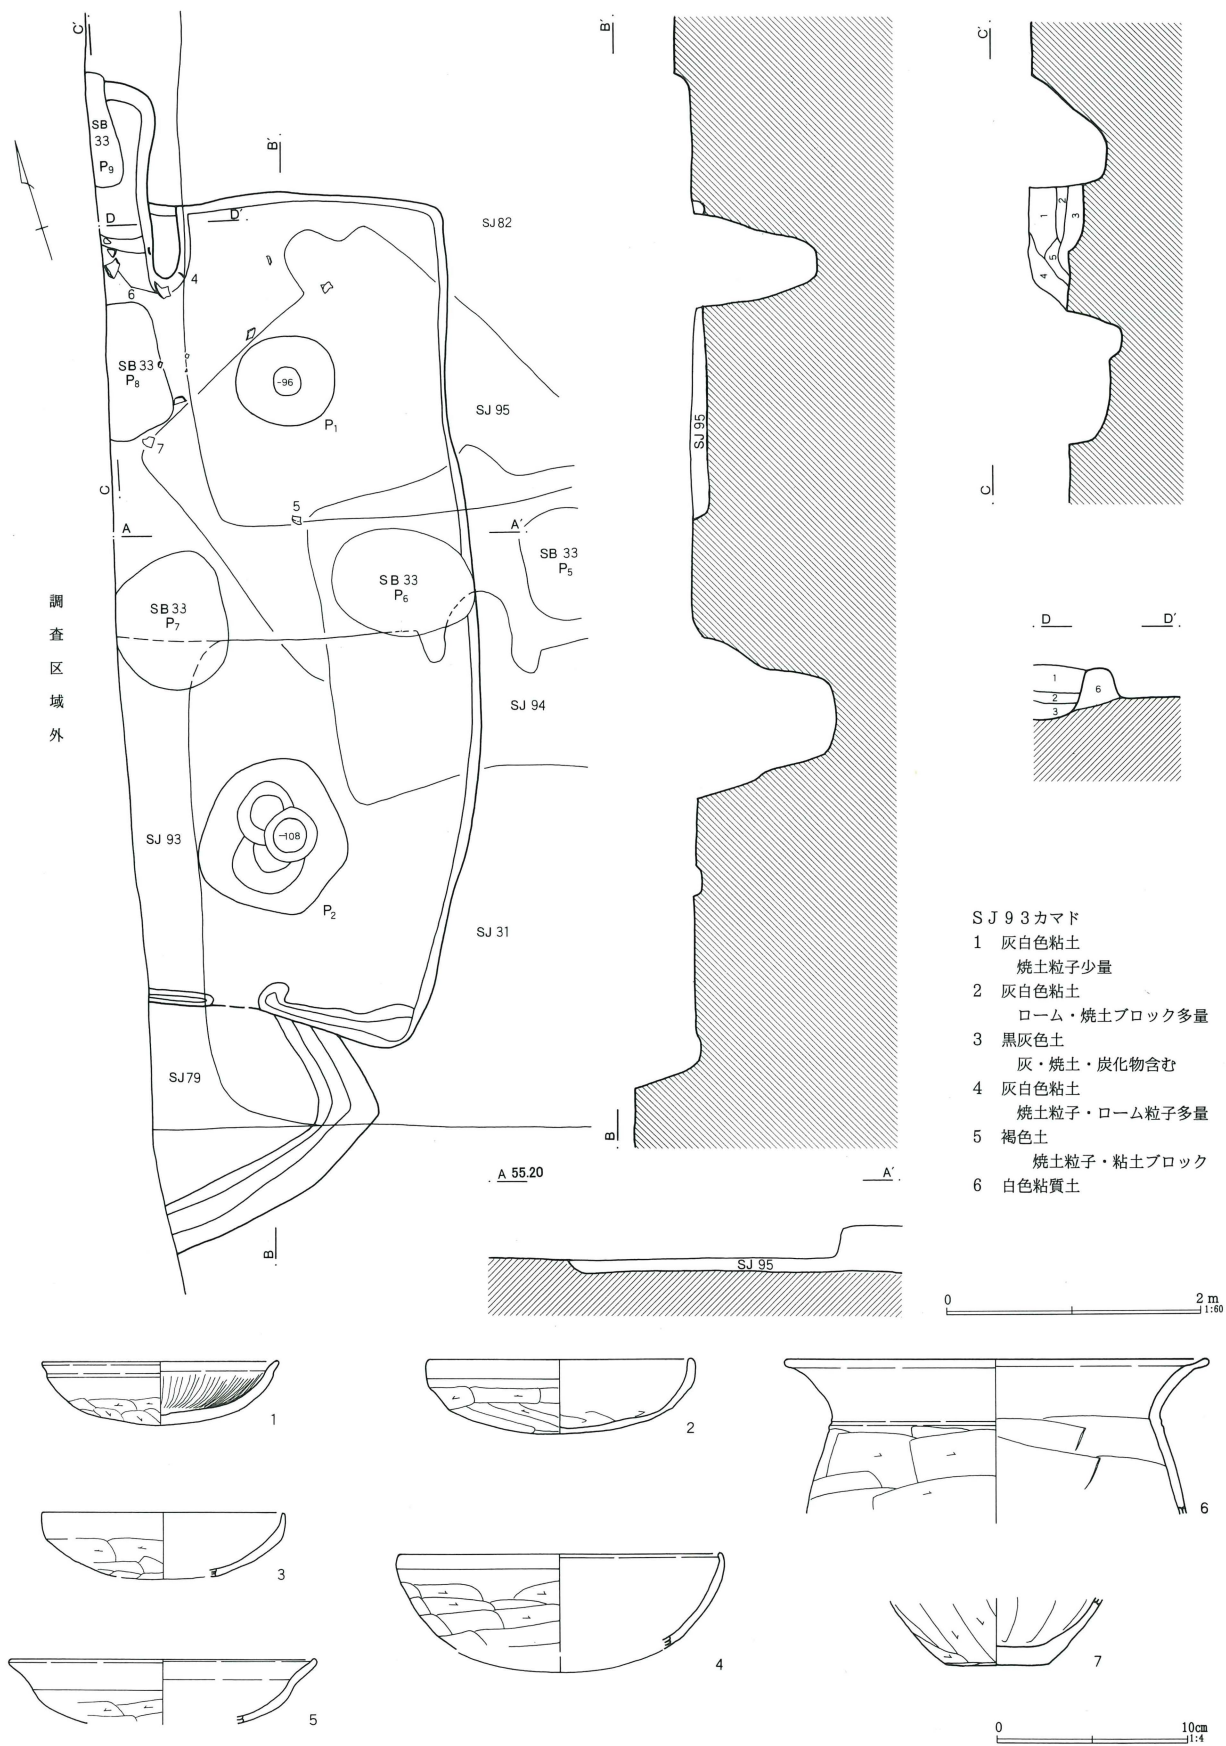 C'
B'
B'
C'
SB
33
P9
D
D'
SJ 82
4
6
SB 33
P8
-96
P1
SJ 95
7
C
5
A
A'
SB 33
P5
SB 33
P6
SB 33
P7
調査区域外
SJ 94
SJ 93
-108
P2
SJ 31
SJ79
B
SJ 95
B
1
2
3
4
5
C
D
D'
1
2
3
6
SJ93カマド
1 灰白色粘土
焼土粒子少量
2 灰白色粘土
ローム・焼土ブロック多量
3 黒灰色土
灰・焼土・炭化物含む
4 灰白色粘土
焼土粒子・ローム粒子多量
5 褐色土
焼土粒子・粘土ブロック
6 白色粘質土
A 55.20
A'
SJ 95
0 2m
1:60
1
2
3
4
5
6
7
0 10cm
1:4